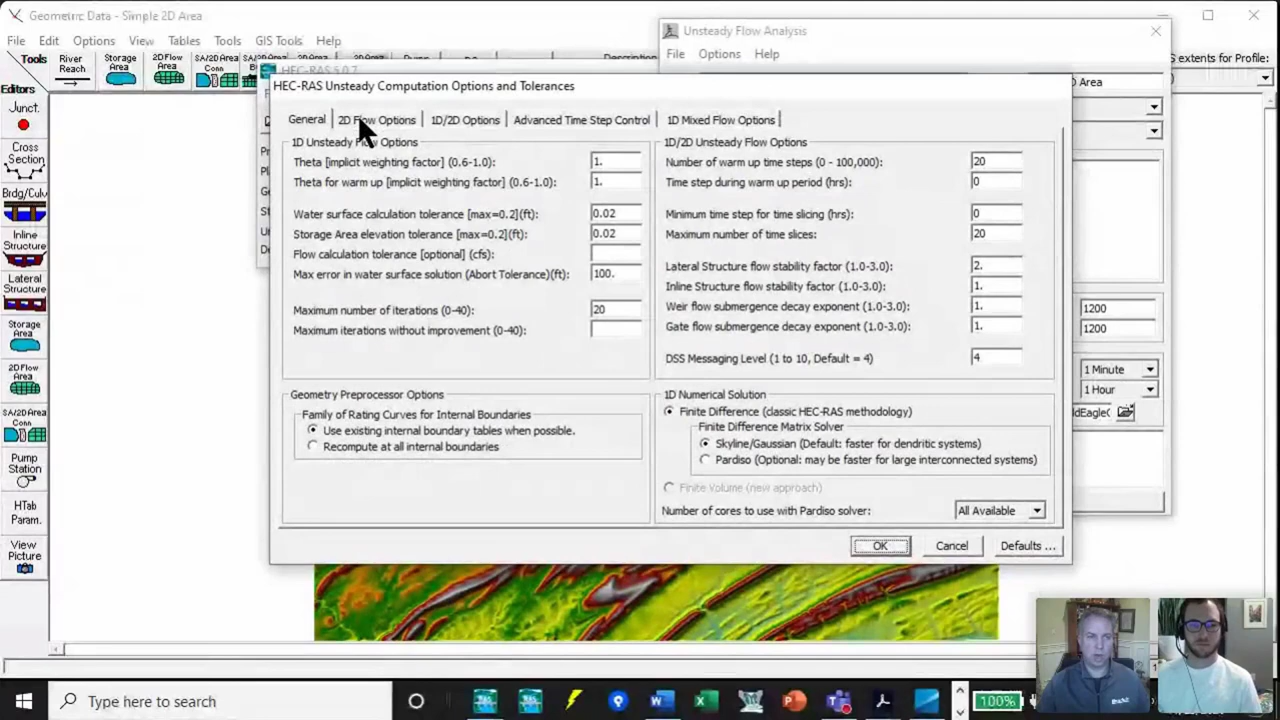 Geometric Data - Simple 2D Area
File Edit Options View Tables Tools GIS Tools Help
Tools
Editors
River Reach
Storage Area
2D Flow Area
SA/2D Area Conn
Description
S extents for Profile:
Junct.
Cross Section
Brdg/Culv
Inline Structure
Lateral Structure
Storage Area
2D Flow Area
SA/2D Area Conn
Pump Station
HTab Param.
View Picture
Unsteady Flow Analysis
File Options Help
HEC-RAS 5.0.7
D Area
1200
1200
1 Minute
1 Hour
HEC-RAS Unsteady Computation Options and Tolerances
General 2D Flow Options 1D/2D Options Advanced Time Step Control 1D Mixed Flow Options
1D Unsteady Flow Options
Theta [implicit weighting factor] (0.6-1.0): 1.
Theta for warm up [implicit weighting factor] (0.6-1.0): 1.
Water surface calculation tolerance [max=0.2](ft): 0.02
Storage Area elevation tolerance [max=0.2](ft): 0.02
Flow calculation tolerance [optional] (cfs):
Max error in water surface solution (Abort Tolerance)(ft): 100.
Maximum number of iterations (0-40): 20
Maximum iterations without improvement (0-40):
Geometry Preprocessor Options
Family of Rating Curves for Internal Boundaries
Use existing internal boundary tables when possible.
Recompute at all internal boundaries
1D/2D Unsteady Flow Options
Number of warm up time steps (0 - 100,000): 20
Time step during warm up period (hrs): 0
Minimum time step for time slicing (hrs): 0
Maximum number of time slices: 20
Lateral Structure flow stability factor (1.0-3.0): 2.
Inline Structure flow stability factor (1.0-3.0): 1.
Weir flow submergence decay exponent (1.0-3.0): 1.
Gate flow submergence decay exponent (1.0-3.0): 1.
DSS Messaging Level (1 to 10, Default = 4) 4
1D Numerical Solution
Finite Difference (classic HEC-RAS methodology)
Finite Difference Matrix Solver
Skyline/Gaussian (Default: faster for dendritic systems)
Pardiso (Optional: may be faster for large interconnected systems)
Finite Volume (new approach)
Number of cores to use with Pardiso solver: All Available
OK Cancel Defaults ...
Type here to search
100%